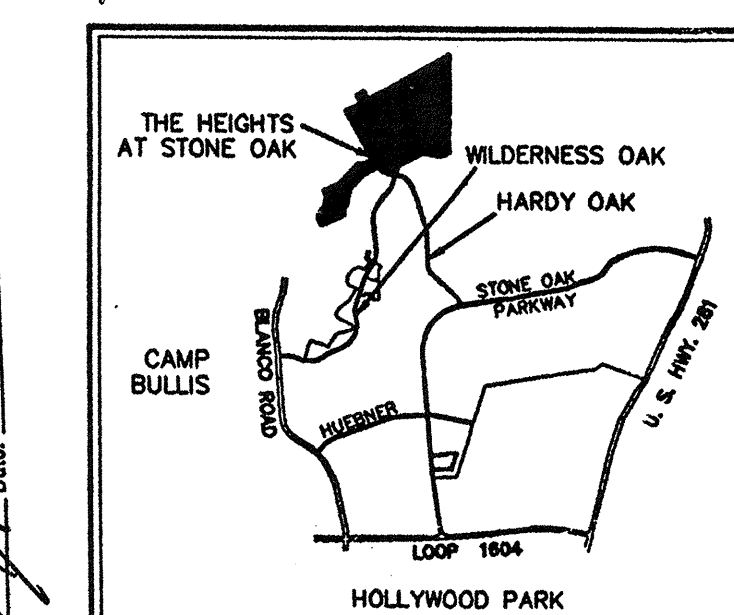 THE HEIGHTS
AT STONE OAK
WILDERNESS OAK
HARDY OAK
STONE OAK
PARKWAY
U. S. HWY. 281
BLANCO ROAD
CAMP
BULLIS
HUEBNER
LOOP 1604
HOLLYWOOD PARK